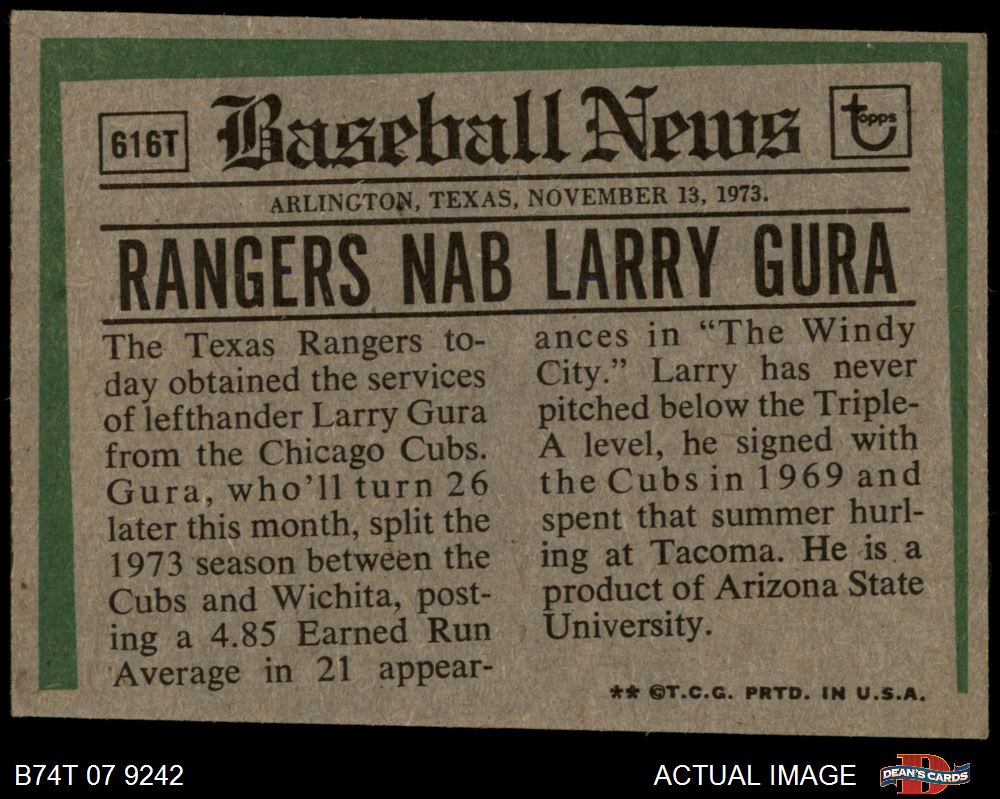 616T
Baseball News
topps
ARLINGTON, TEXAS, NOVEMBER 13, 1973.
RANGERS NAB LARRY GURA
The Texas Rangers to-
day obtained the services
of lefthander Larry Gura
from the Chicago Cubs.
Gura, who'll turn 26
later this month, split the
1973 season between the
Cubs and Wichita, post-
ing a 4.85 Earned Run
Average in 21 appear-
ances in “The Windy
City.” Larry has never
pitched below the Triple-
A level, he signed with
the Cubs in 1969 and
spent that summer hurl-
ing at Tacoma. He is a
product of Arizona State
University.
** ©T.C.G. PRTD. IN U.S.A.
B74T 07 9242
ACTUAL IMAGE
D
DEAN'S CARDS